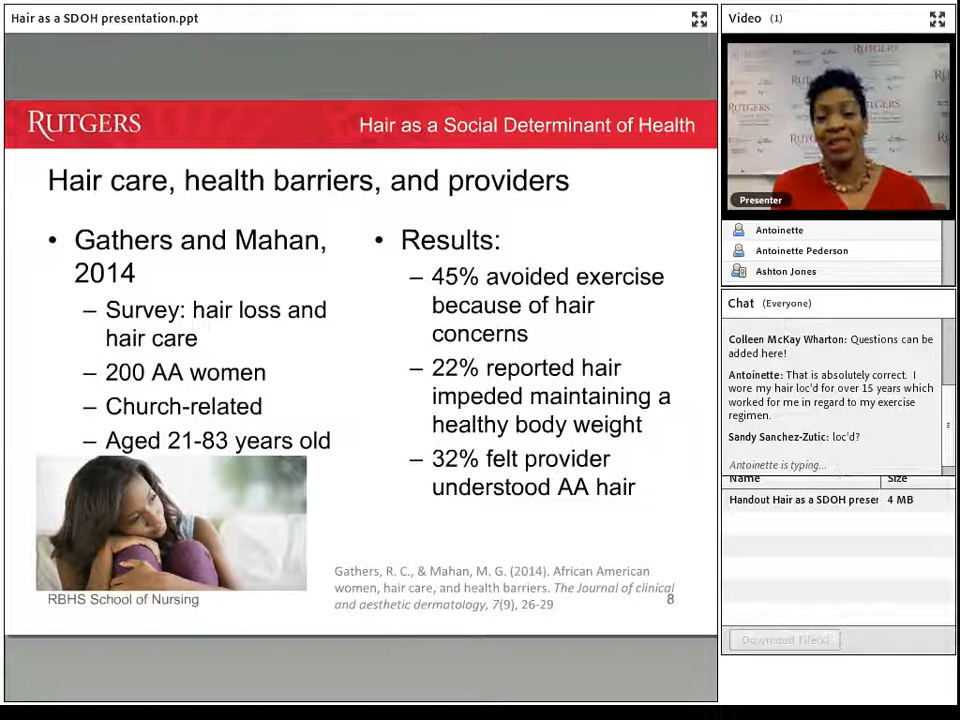 Hair as a SDOH presentation.ppt
RUTGERS
Hair as a Social Determinant of Health
Hair care, health barriers, and providers
• Gathers and Mahan,
2014
– Survey: hair loss and
hair care
– 200 AA women
– Church-related
– Aged 21-83 years old
• Results:
– 45% avoided exercise
because of hair
concerns
– 22% reported hair
impeded maintaining a
healthy body weight
– 32% felt provider
understood AA hair
Gathers, R. C., & Mahan, M. G. (2014). African American
women, hair care, and health barriers. The Journal of clinical
and aesthetic dermatology, 7(9), 26-29
RBHS School of Nursing
8
Video (1)
RUTGERS
Presenter
Antoinette
Antoinette Pederson
Ashton Jones
Chat (Everyone)
Colleen McKay Wharton: Questions can be
added here!
Antoinette: That is absolutely correct. I
wore my hair loc'd for over 15 years which
worked for me in regard to my exercise
regimen.
Sandy Sanchez-Zutic: loc'd?
Antoinette is typing...
Name Size
Handout Hair as a SDOH preser 4 MB
Download File(s)